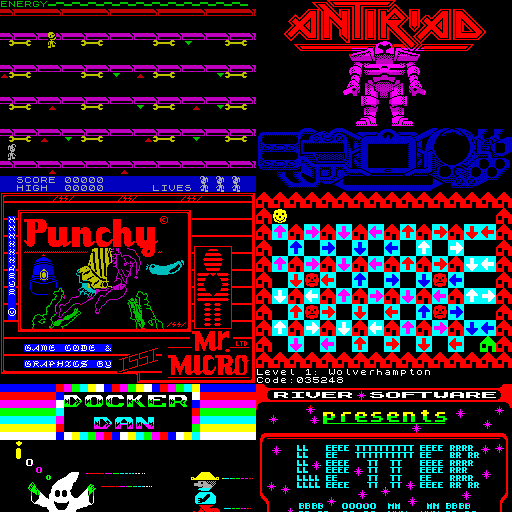 ENERGY
SCORE 00000
HIGH 00000 LIVES
ANTIRIAD
Punchy ©
GAME CODE &
GRAPHICS BY
Mr. LTD
MICRO
Level 1: Wolverhampton
Code:035248
DOCKER
DAN
RIVER SOFTWARE
presents
LETTER